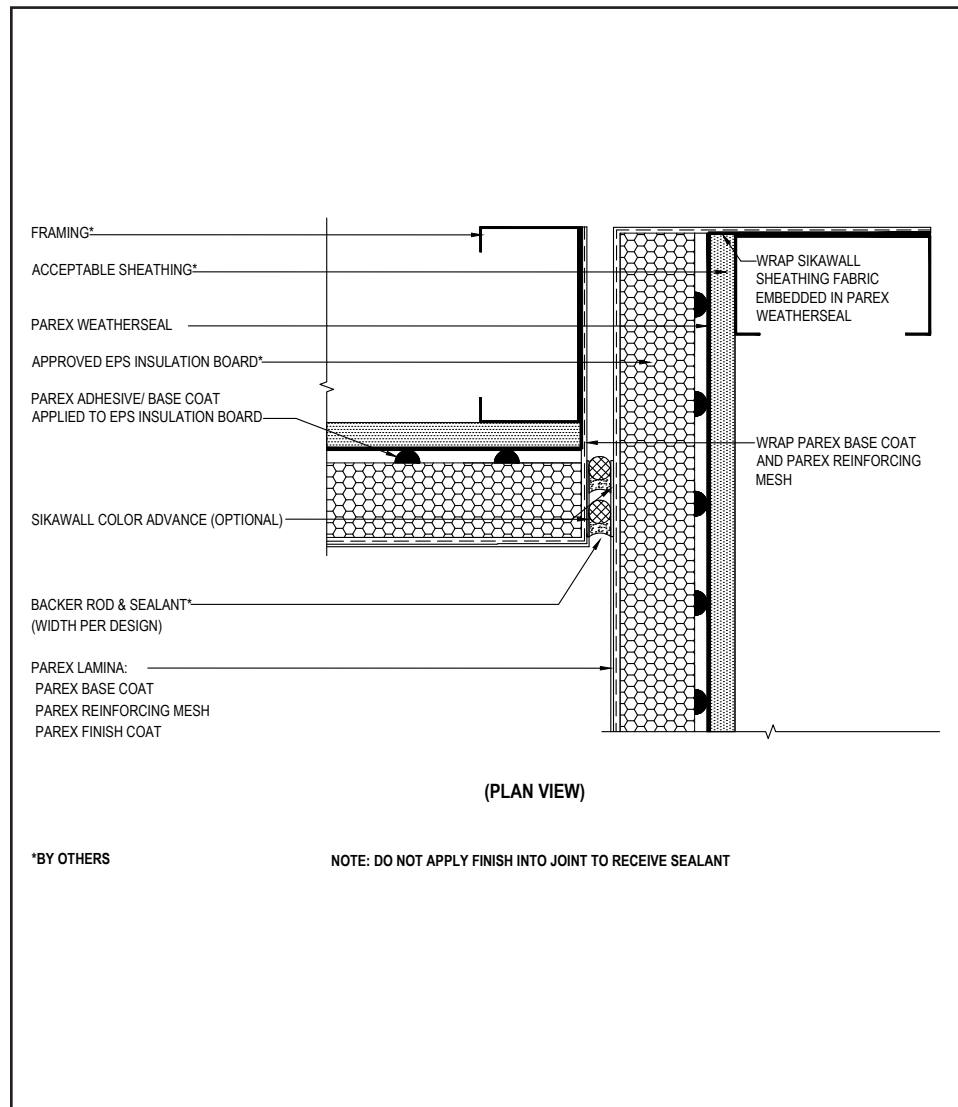 FRAMING*
ACCEPTABLE SHEATHING*
PAREX WEATHERSEAL
APPROVED EPS INSULATION BOARD*
PAREX ADHESIVE/ BASE COAT
APPLIED TO EPS INSULATION BOARD
SIKAWALL COLOR ADVANCE (OPTIONAL)
BACKER ROD & SEALANT*
(WIDTH PER DESIGN)
PAREX LAMINA:
PAREX BASE COAT
PAREX REINFORCING MESH
PAREX FINISH COAT
WRAP SIKAWALL
SHEATHING FABRIC
EMBEDDED IN PAREX
WEATHERSEAL
WRAP PAREX BASE COAT
AND PAREX REINFORCING
MESH
(PLAN VIEW)
*BY OTHERS
NOTE: DO NOT APPLY FINISH INTO JOINT TO RECEIVE SEALANT